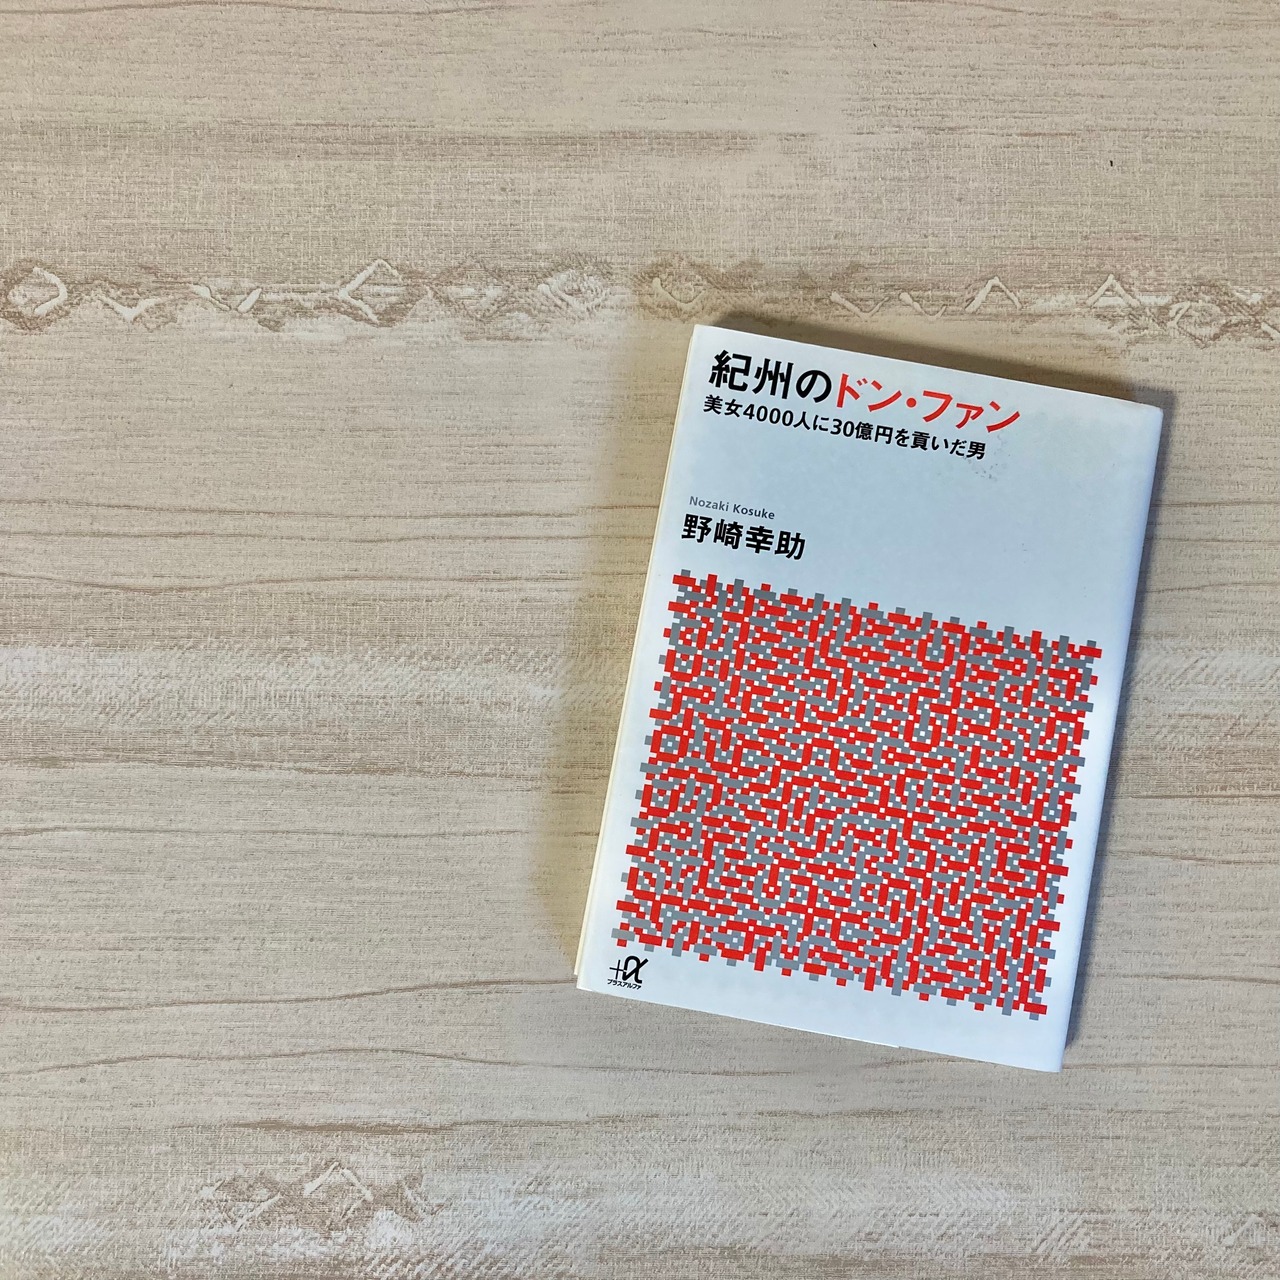 紀州のドン・ファン
美女4000人に30億円を貢いだ男
Nozaki Kosuke
野崎幸助
+α
プラスアルファ